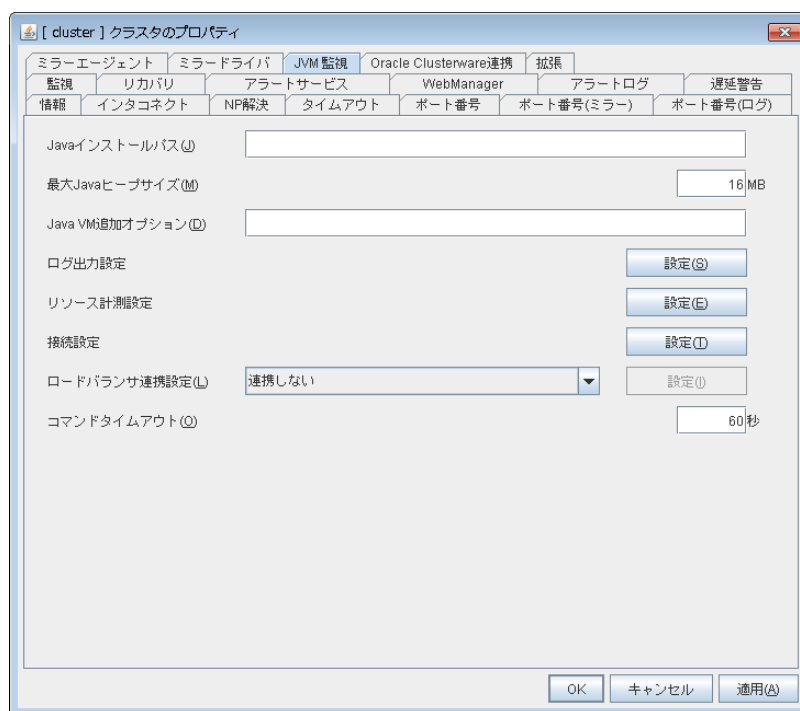 [ cluster ] クラスタのプロパティ
ミラーエージェント ミラードライバ JVM 監視 Oracle Clusterware連携 拡張
監視 リカバリ アラートサービス WebManager アラートログ 遅延警告
情報 インタコネクト NP解決 タイムアウト ポート番号 ポート番号(ミラー) ポート番号(ログ)
Javaインストールパス(J)
最大Javaヒープサイズ(M) 16 MB
Java VM追加オプション(D)
ログ出力設定 設定(S)
リソース計測設定 設定(E)
接続設定 設定(T)
ロードバランサ連携設定(L) 連携しない 設定(I)
コマンドタイムアウト(O) 60 秒
OK キャンセル 適用(A)